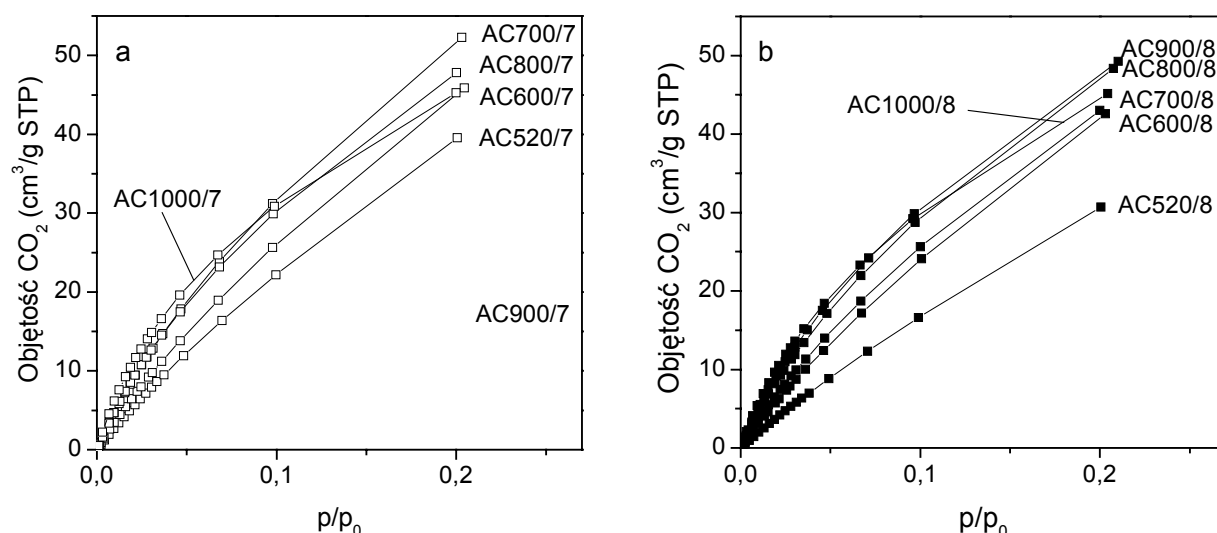 a
Objętość CO₂ (cm³/g STP)
50
40
30
20
10
0
0,0
0,1
0,2
p/p₀
AC700/7
AC800/7
AC600/7
AC520/7
AC1000/7
AC900/7
b
Objętość CO₂ (cm³/g STP)
50
40
30
20
10
0
0,0
0,1
0,2
p/p₀
AC900/8
AC800/8
AC1000/8
AC700/8
AC600/8
AC520/8